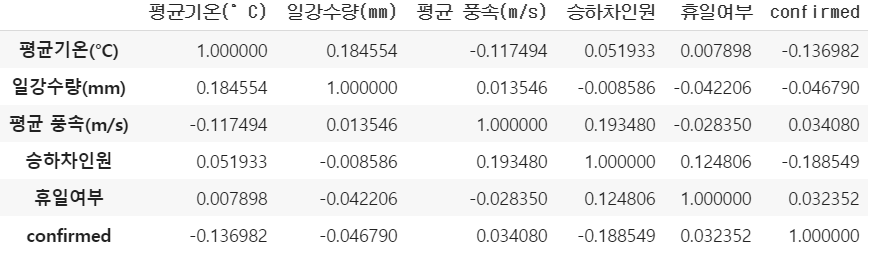 평균기온(°C) 일강수량(mm) 평균 풍속(m/s) 승하차인원 휴일여부 confirmed
평균기온(°C) 1.000000 0.184554 -0.117494 0.051933 0.007898 -0.136982
일강수량(mm) 0.184554 1.000000 0.013546 -0.008586 -0.042206 -0.046790
평균 풍속(m/s) -0.117494 0.013546 1.000000 0.193480 -0.028350 0.034080
승하차인원 0.051933 -0.008586 0.193480 1.000000 0.124806 -0.188549
휴일여부 0.007898 -0.042206 -0.028350 0.124806 1.000000 0.032352
confirmed -0.136982 -0.046790 0.034080 -0.188549 0.032352 1.000000